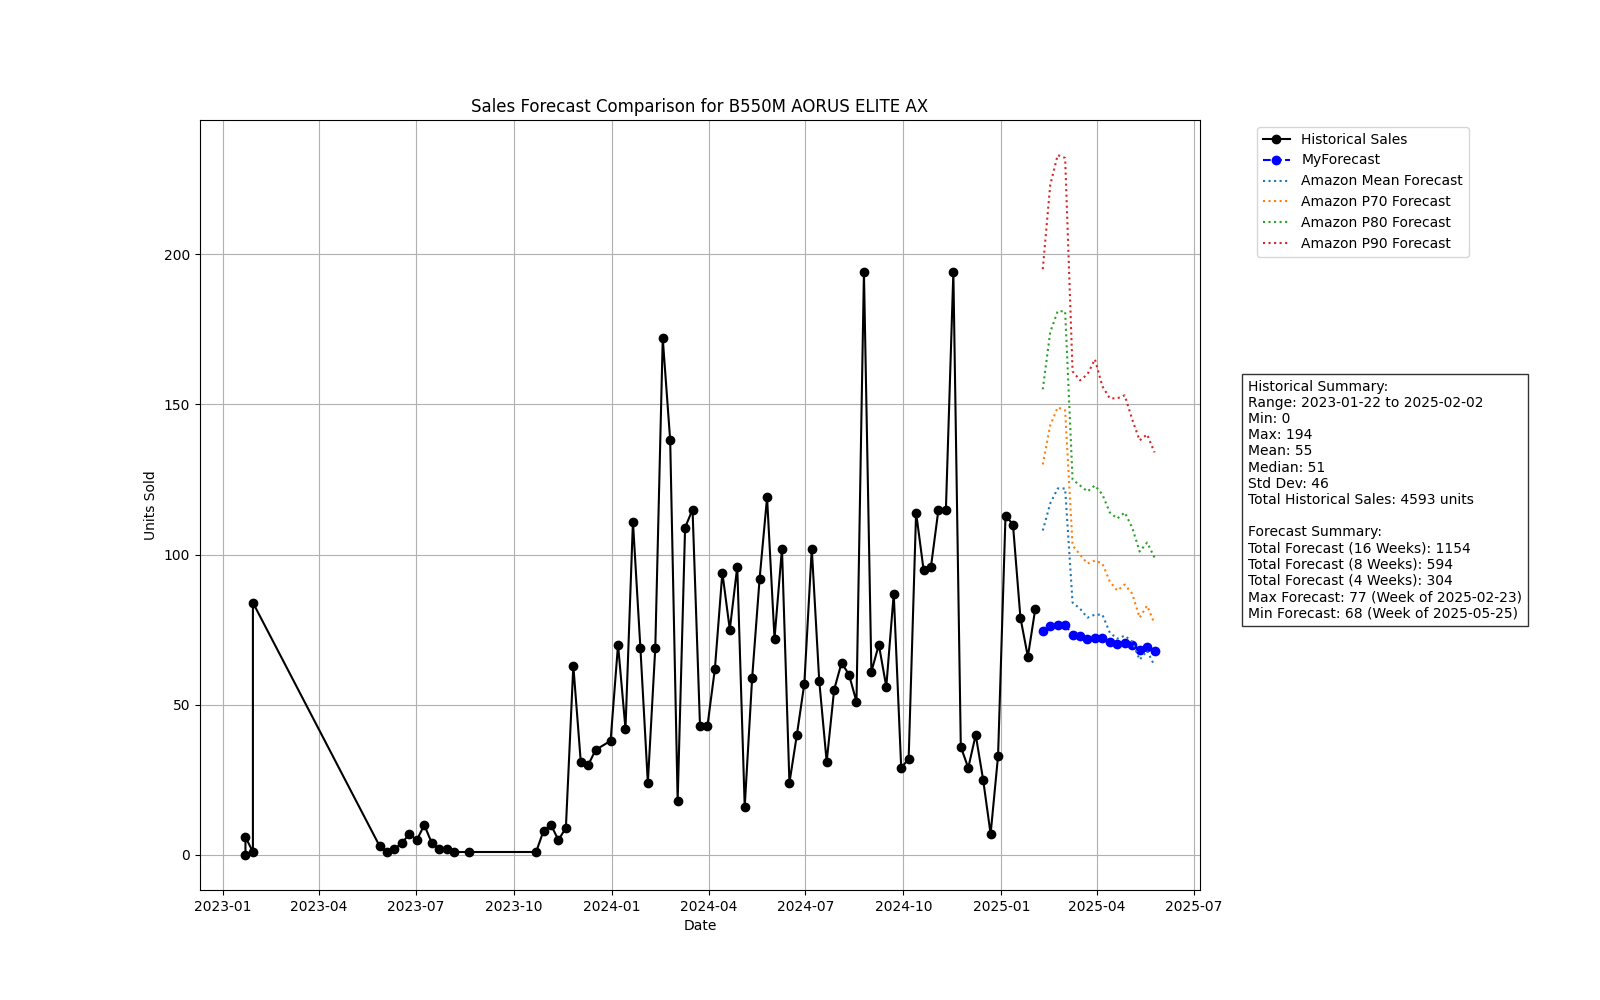 Sales Forecast Comparison for B550M AORUS ELITE AX
Units Sold
200
150
100
50
0
2023-01
2023-04
2023-07
2023-10
2024-01
2024-04
2024-07
2024-10
2025-01
2025-04
2025-07
Date
Historical Sales
MyForecast
Amazon Mean Forecast
Amazon P70 Forecast
Amazon P80 Forecast
Amazon P90 Forecast
Historical Summary:
Range: 2023-01-22 to 2025-02-02
Min: 0
Max: 194
Mean: 55
Median: 51
Std Dev: 46
Total Historical Sales: 4593 units
Forecast Summary:
Total Forecast (16 Weeks): 1154
Total Forecast (8 Weeks): 594
Total Forecast (4 Weeks): 304
Max Forecast: 77 (Week of 2025-02-23)
Min Forecast: 68 (Week of 2025-05-25)